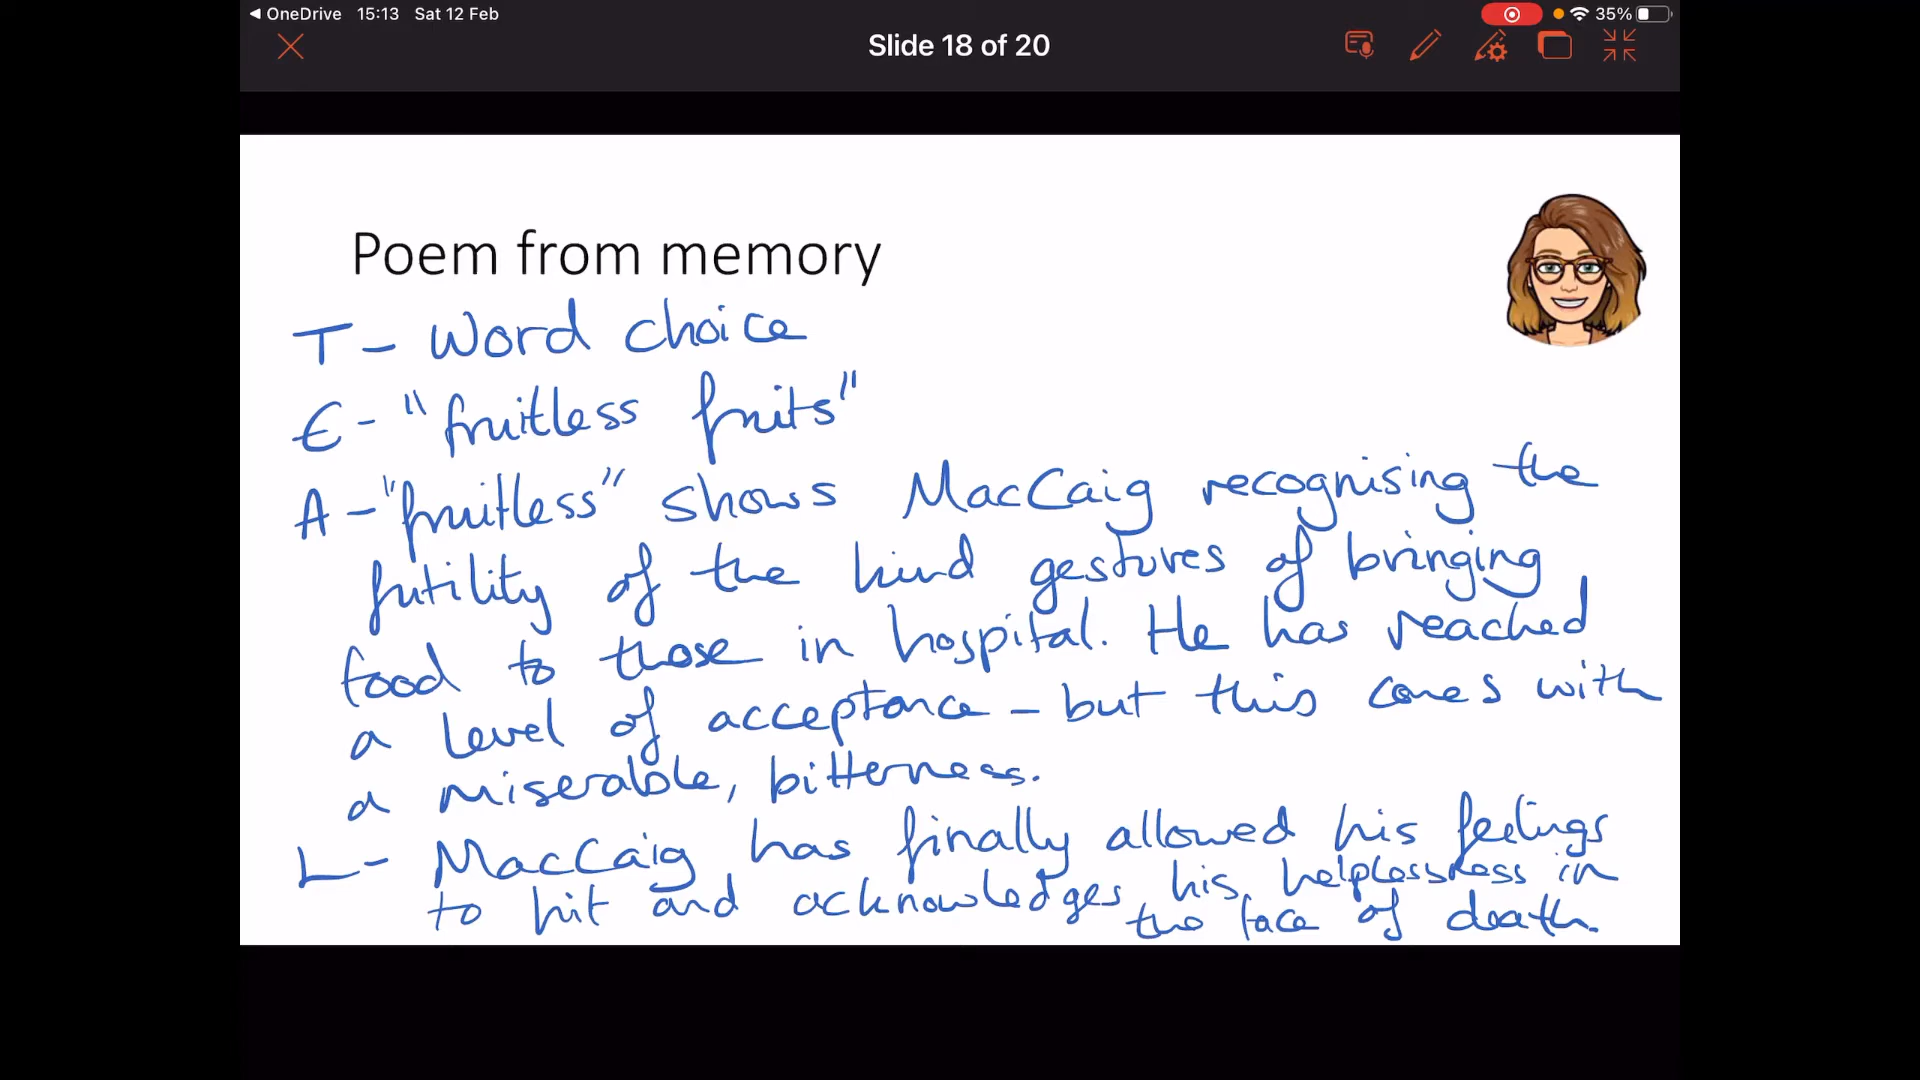 OneDrive 15:13 Sat 12 Feb 35%
Slide 18 of 20
Poem from memory
T - Word choice
E - "fruitless fruits"
A - "fruitless" shows MacCaig recognising the
futility of the kind gestures of bringing
food to those in hospital. He has reached
a level of acceptance - but this comes with
a miserable, bitterness.
L - MacCaig has finally allowed his feelings
to hit and acknowledges his helplessness in
the face of death.